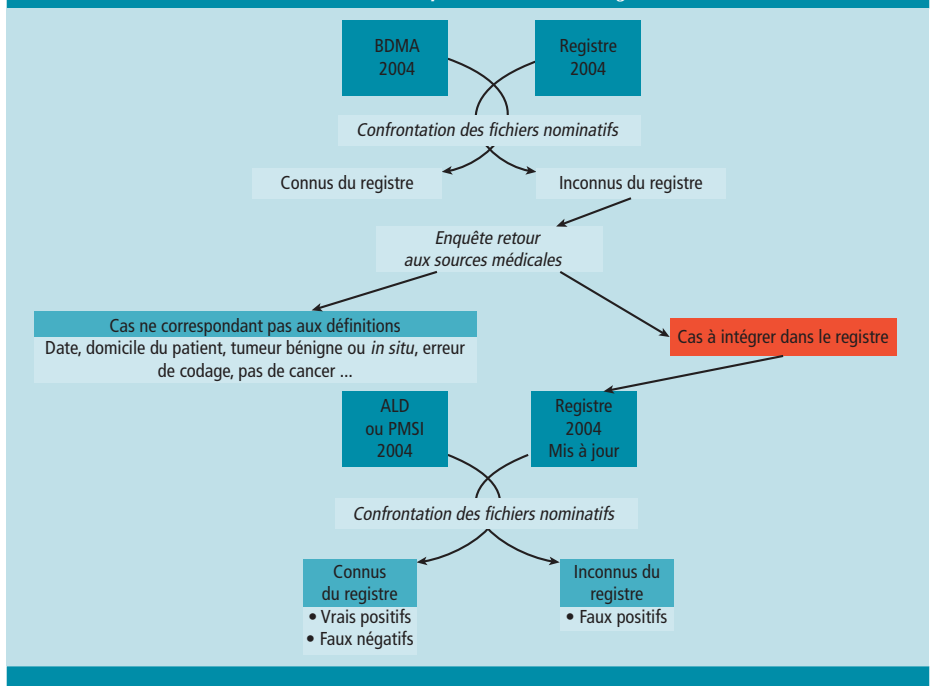 BDMA
2004
Registre
2004
Confrontation des fichiers nominatifs
Connus du registre
Inconnus du registre
Enquête retour
aux sources médicales
Cas ne correspondant pas aux définitions
Date, domicile du patient, tumeur bénigne ou in situ, erreur
de codage, pas de cancer ...
Cas à intégrer dans le registre
ALD
ou PMSI
2004
Registre
2004
Mis à jour
Confrontation des fichiers nominatifs
Connus
du registre
• Vrais positifs
• Faux négatifs
Inconnus du
registre
• Faux positifs